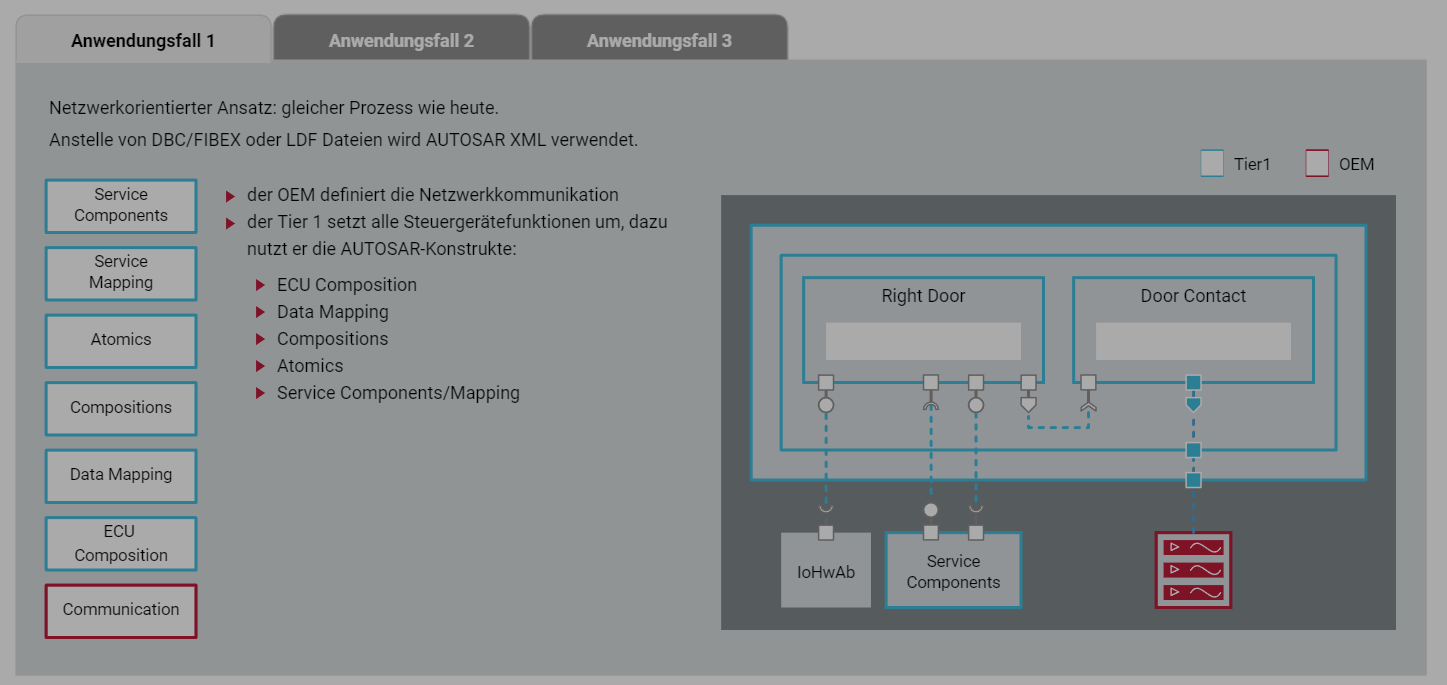 Anwendungsfall 1
Anwendungsfall 2
Anwendungsfall 3
Netzwerkorientierter Ansatz: gleicher Prozess wie heute.
Anstelle von DBC/FIBEX oder LDF Dateien wird AUTOSAR XML verwendet.
Tier1
OEM
Service
Components
Service
Mapping
Atomics
Compositions
Data Mapping
ECU
Composition
Communication
der OEM definiert die Netzwerkkommunikation
der Tier 1 setzt alle Steuergerätefunktionen um, dazu
nutzt er die AUTOSAR-Konstrukte:
ECU Composition
Data Mapping
Compositions
Atomics
Service Components/Mapping
Right Door
Door Contact
IoHwAb
Service
Components